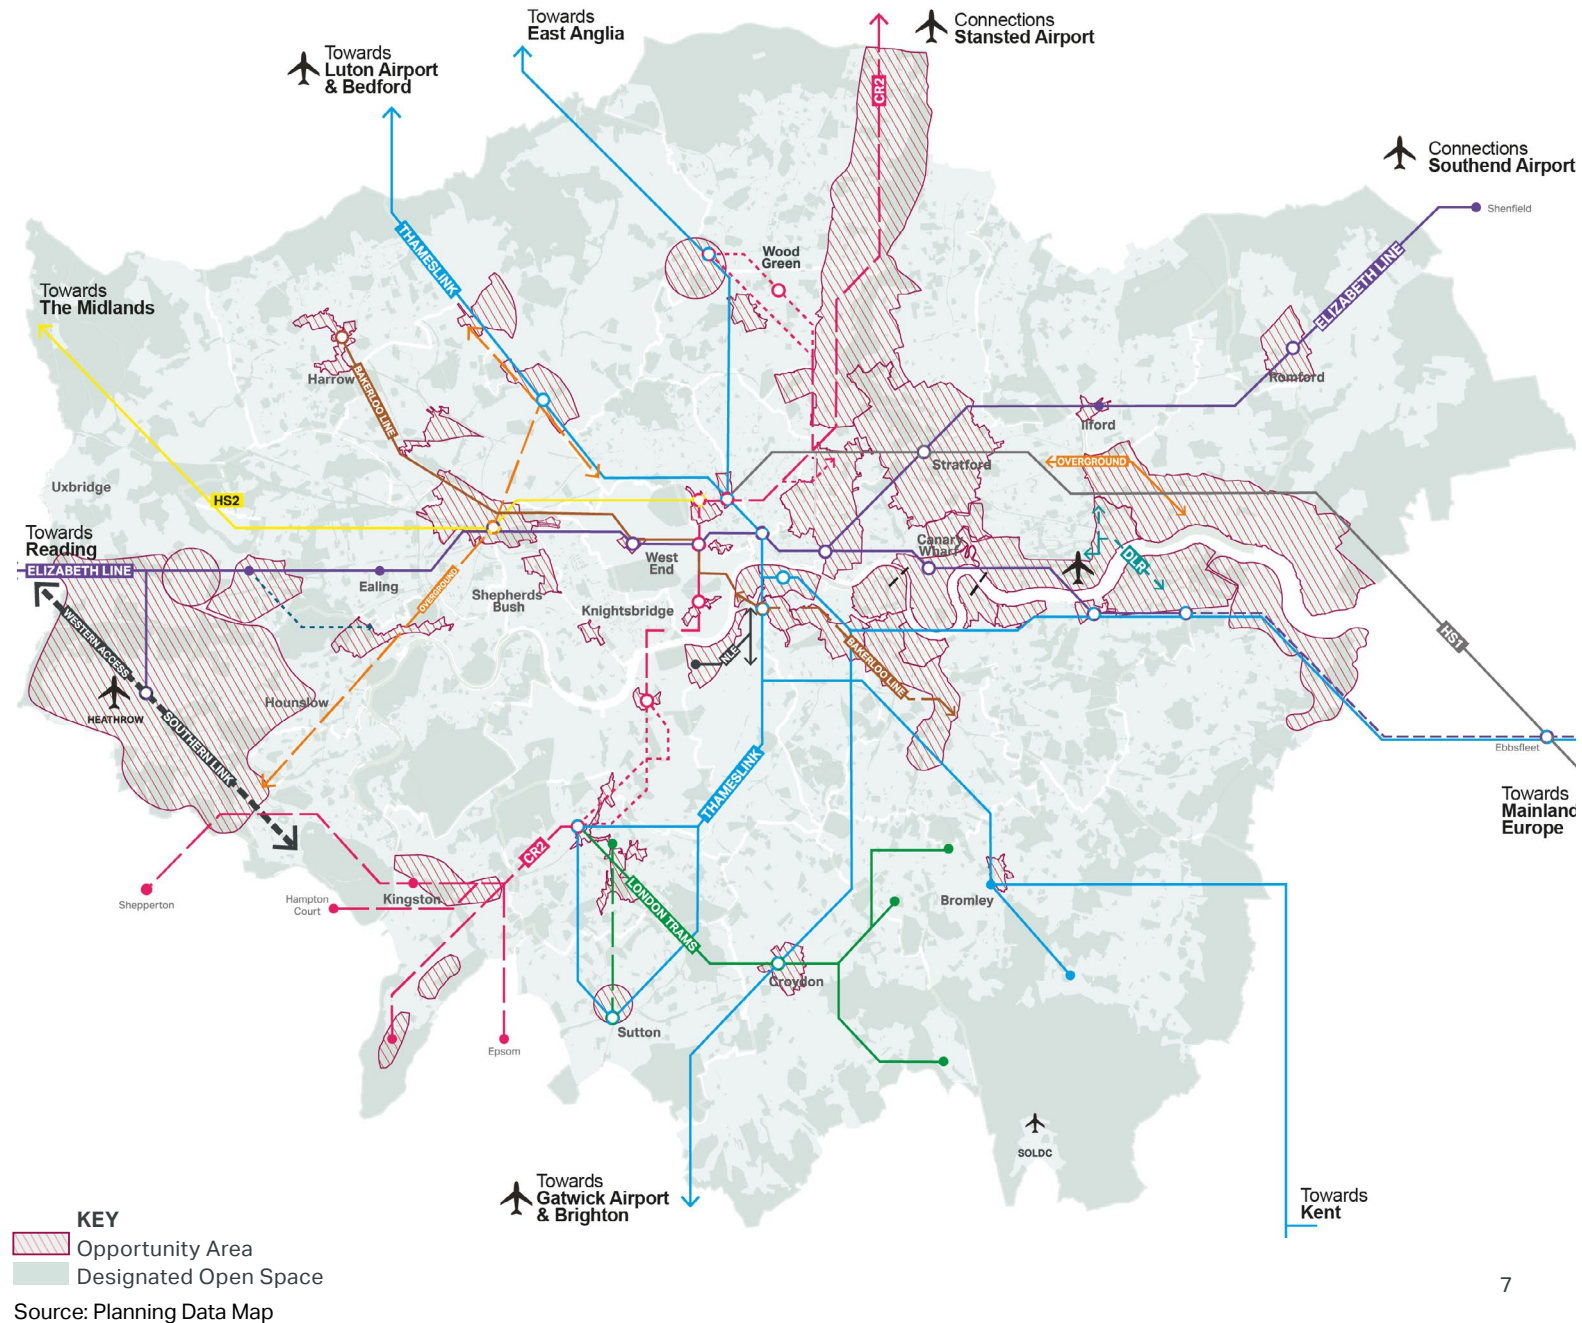 Towards
East Anglia
Connections
Stansted Airport
Towards
Luton Airport
& Bedford
CR2
Connections
Southend Airport
Shenfield
THAMESLINK
Wood
Green
ELIZABETH LINE
Towards
The Midlands
Harrow
BAKERLOO LINE
Romford
Ilford
OVERGROUND
Stratford
Uxbridge
HS2
Towards
Reading
ELIZABETH LINE
Ealing
West
End
Canary
Wharf
DLR
OVERGROUND
Shepherds
Bush
Knightsbridge
WESTERN ACCESS
NLE
BAKERLOO LINE
HS1
HEATHROW
Hounslow
SOUTHERN LINK
THAMESLINK
Ebbsfleet
Towards
Mainland
Europe
CR2
Shepperton
Hampton
Court
Kingston
LONDON TRAMS
Bromley
Croydon
Sutton
Epsom
SOLDC
Towards
Gatwick Airport
& Brighton
Towards
Kent
KEY
Opportunity Area
Designated Open Space
Source: Planning Data Map
7